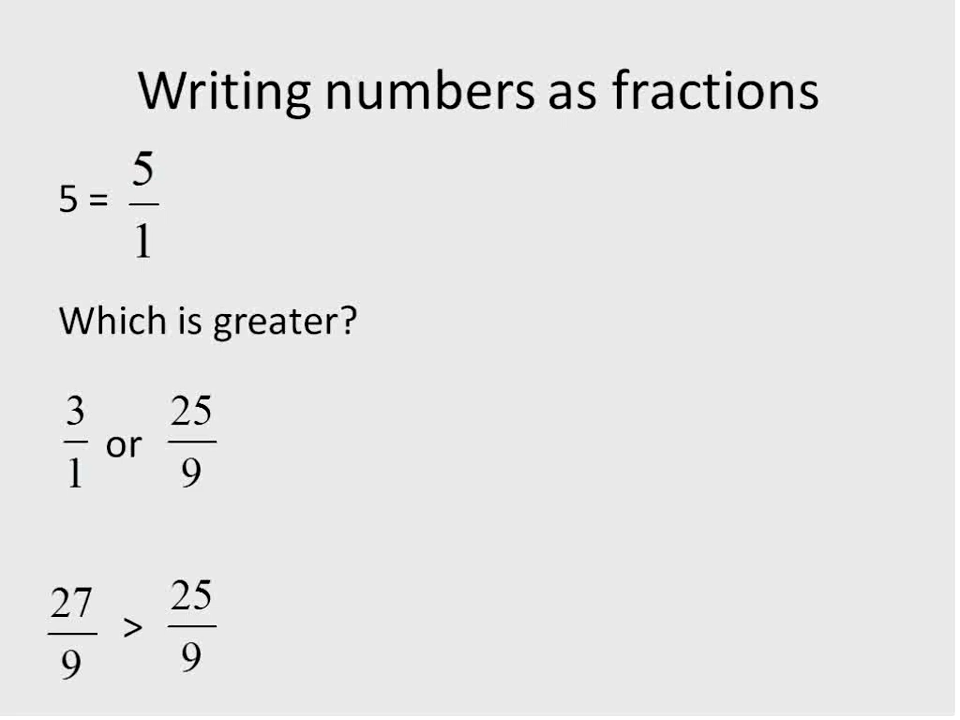 Writing numbers as fractions
5 = 5/1
Which is greater?
3/1 or 25/9
27/9 > 25/9